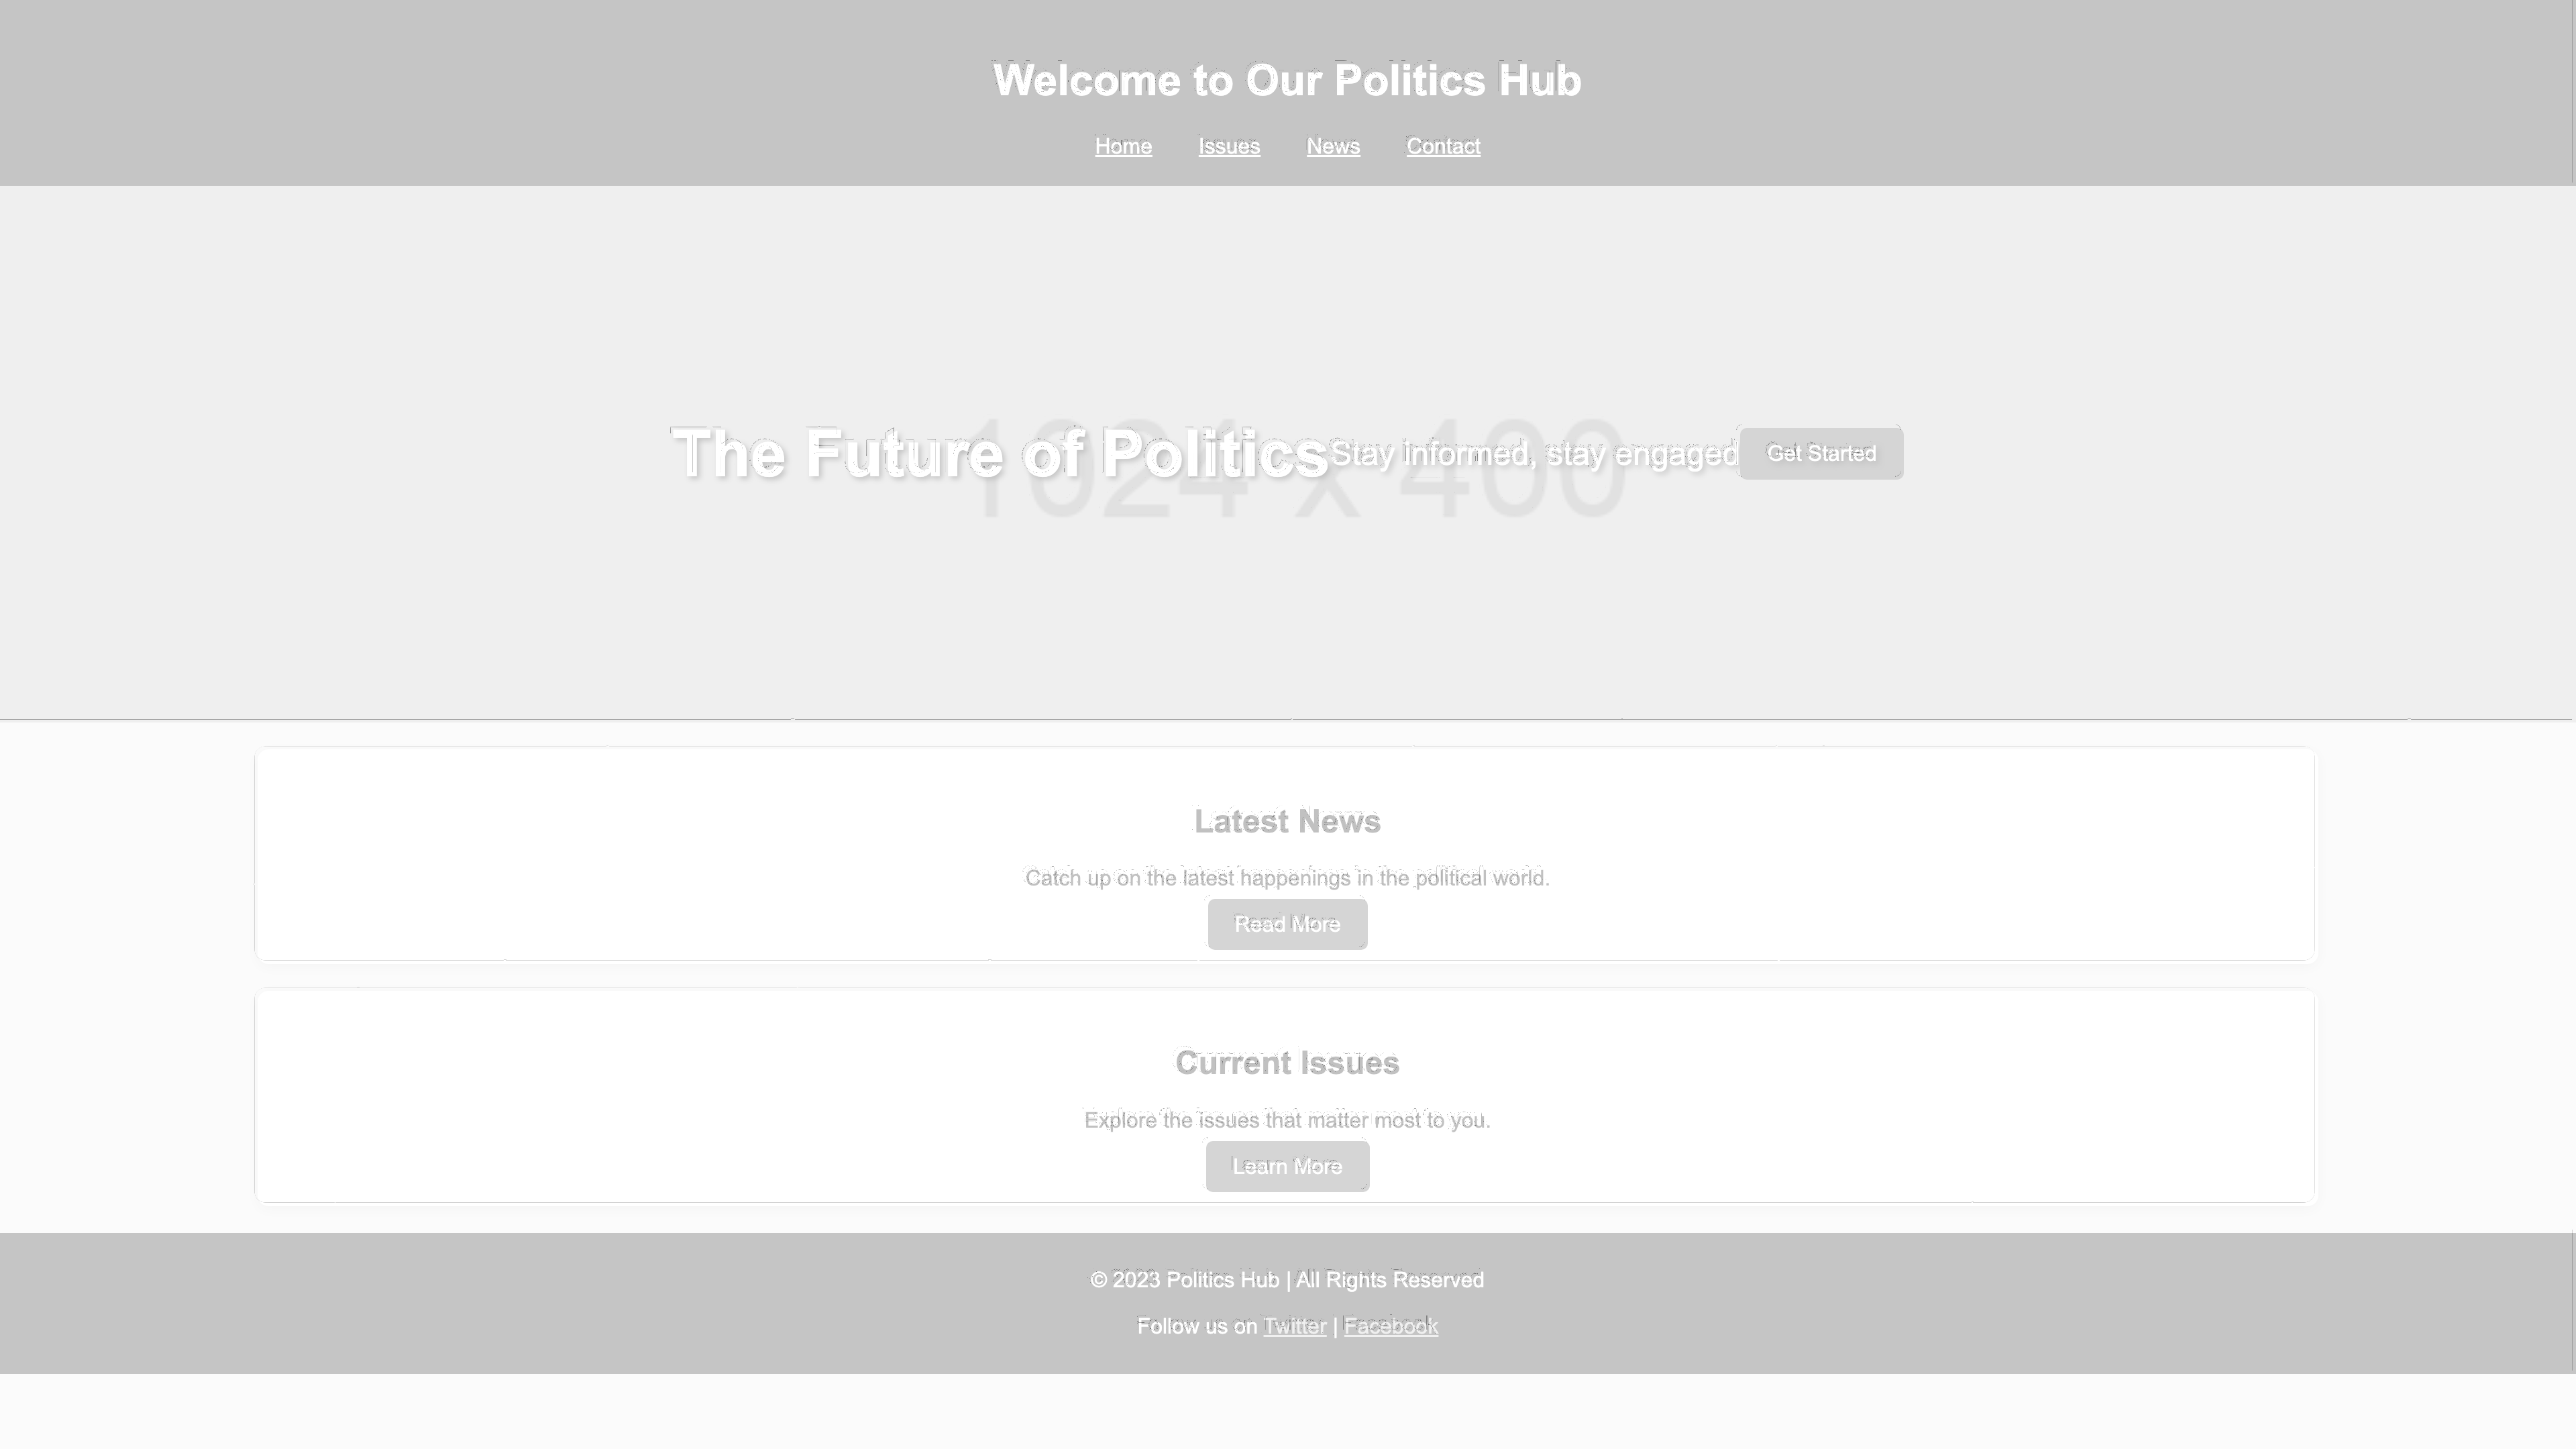 Welcome to Our Politics Hub
Home Issues News Contact
1024 x 400
The Future of Politics Stay informed, stay engaged Get Started
Latest News
Catch up on the latest happenings in the political world.
Read More
Current Issues
Explore the issues that matter most to you.
Learn More
© 2023 Politics Hub | All Rights Reserved
Follow us on Twitter | Facebook